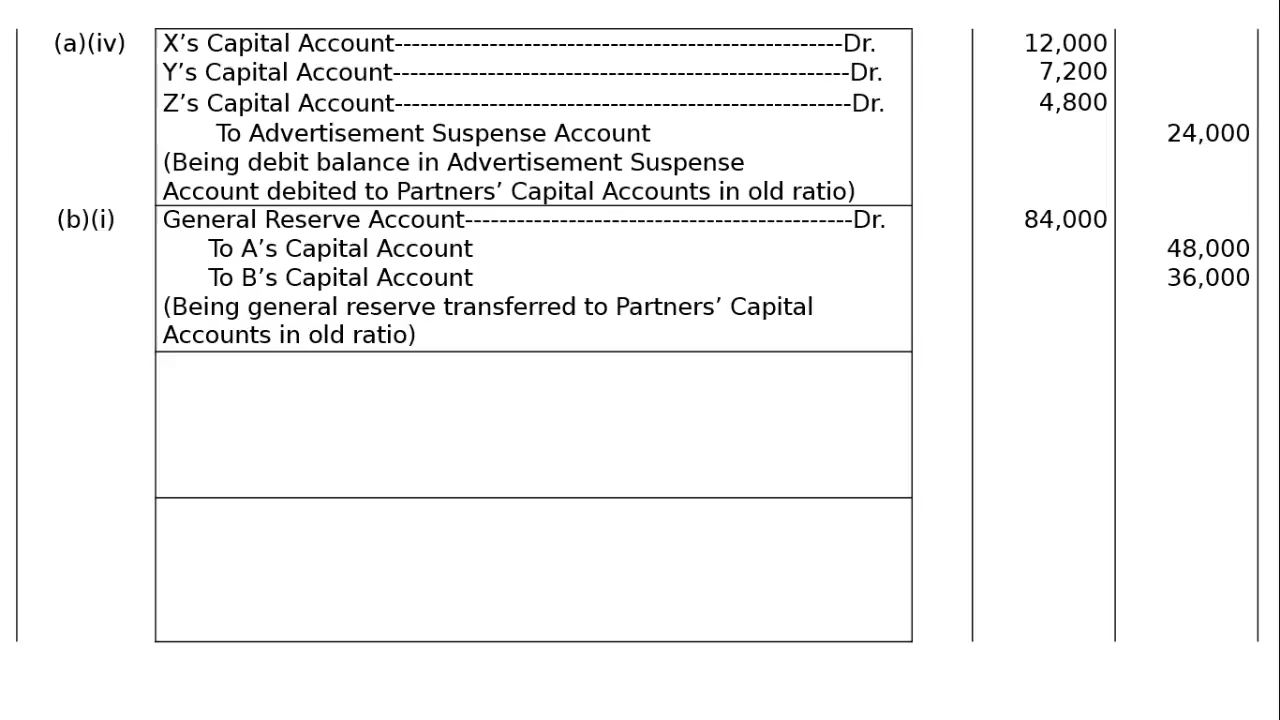 (a)(iv) X’s Capital Account----------------------------------------------------Dr. 12,000
Y’s Capital Account-----------------------------------------------------Dr. 7,200
Z’s Capital Account-----------------------------------------------------Dr. 4,800
To Advertisement Suspense Account 24,000
(Being debit balance in Advertisement Suspense
Account debited to Partners’ Capital Accounts in old ratio)
(b)(i) General Reserve Account---------------------------------------------Dr. 84,000
To A’s Capital Account 48,000
To B’s Capital Account 36,000
(Being general reserve transferred to Partners’ Capital
Accounts in old ratio)